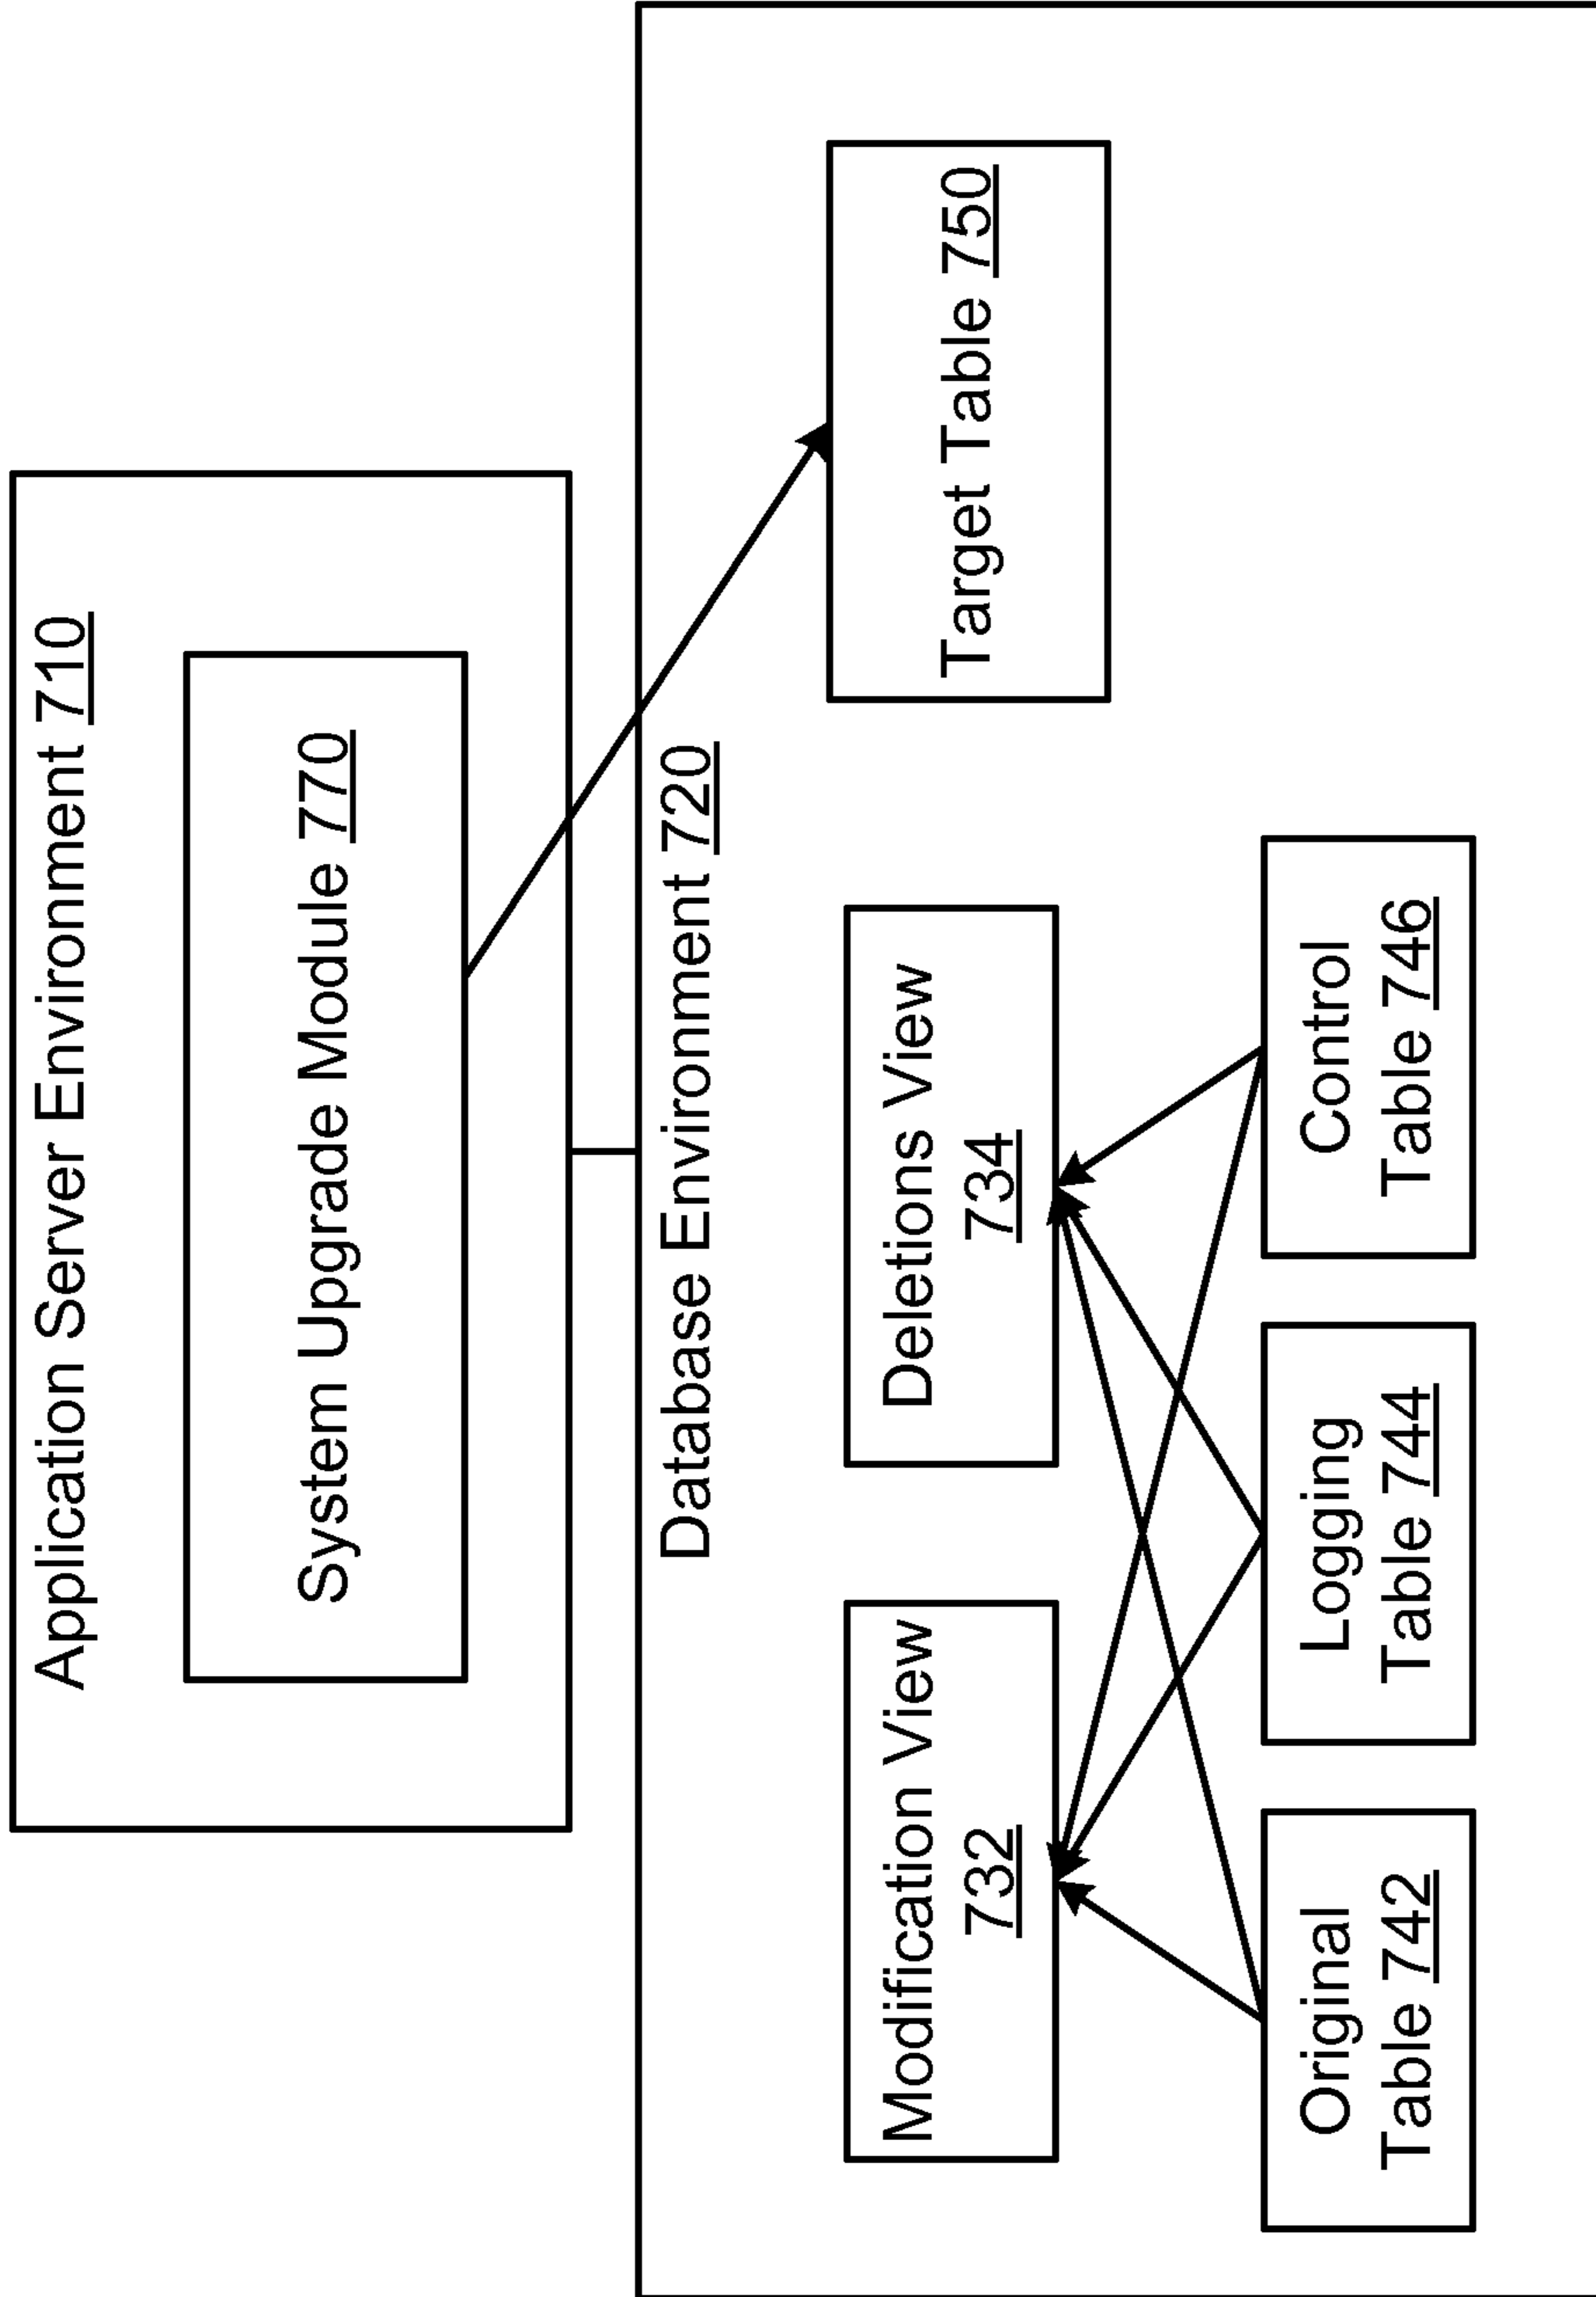 Application Server Environment 710
System Upgrade Module 770
Database Environment 720
Modification View
732
Deletions View
734
Target Table 750
Original
Table 742
Logging
Table 744
Control
Table 746